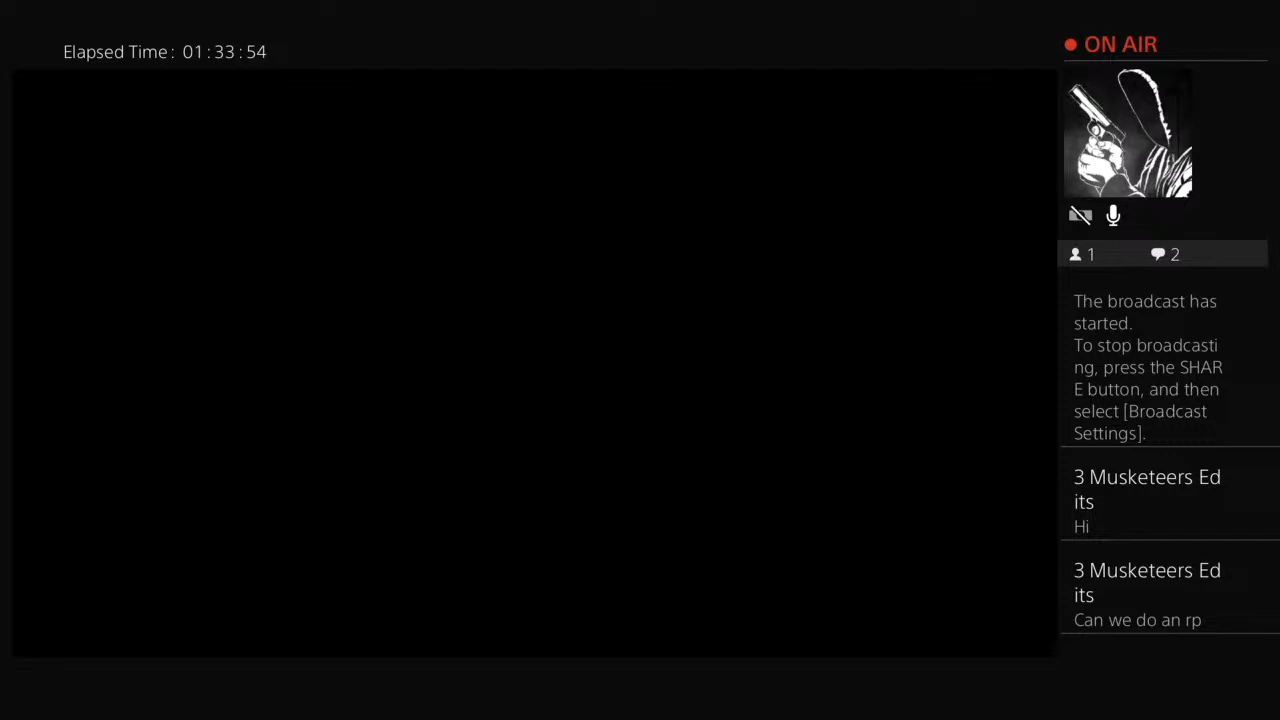 Elapsed Time: 01:33:54
ON AIR
1 2
The broadcast has
started.
To stop broadcasti
ng, press the SHAR
E button, and then
select [Broadcast
Settings].
3 Musketeers Ed
its
Hi
3 Musketeers Ed
its
Can we do an rp